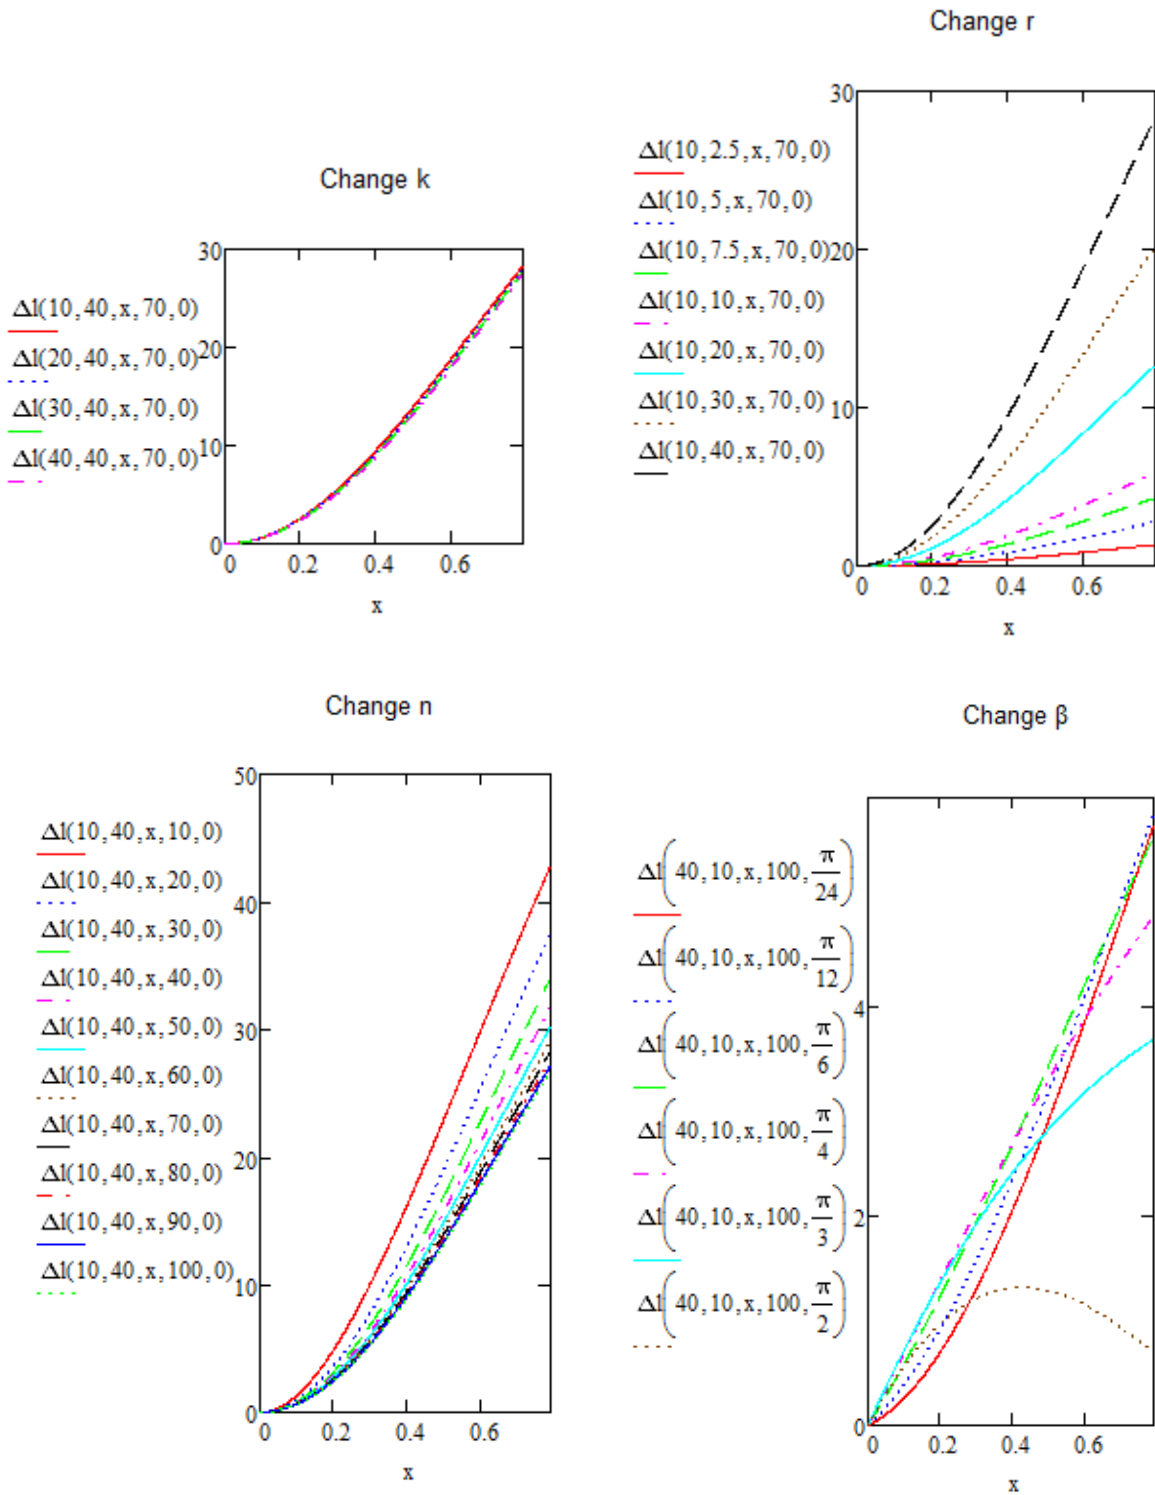 Change k
Δl(10,40,x,70,0)
Δl(20,40,x,70,0)
Δl(30,40,x,70,0)
Δl(40,40,x,70,0)
30
20
10
0
0 0.2 0.4 0.6
x
Change r
Δl(10,2.5,x,70,0)
Δl(10,5,x,70,0)
Δl(10,7.5,x,70,0)
Δl(10,10,x,70,0)
Δl(10,20,x,70,0)
Δl(10,30,x,70,0)
Δl(10,40,x,70,0)
30
20
10
0
0 0.2 0.4 0.6
x
Change n
Δl(10,40,x,10,0)
Δl(10,40,x,20,0)
Δl(10,40,x,30,0)
Δl(10,40,x,40,0)
Δl(10,40,x,50,0)
Δl(10,40,x,60,0)
Δl(10,40,x,70,0)
Δl(10,40,x,80,0)
Δl(10,40,x,90,0)
Δl(10,40,x,100,0)
50
40
30
20
10
0
0 0.2 0.4 0.6
x
Change β
Δl(40,10,x,100,π/24)
Δl(40,10,x,100,π/12)
Δl(40,10,x,100,π/6)
Δl(40,10,x,100,π/4)
Δl(40,10,x,100,π/3)
Δl(40,10,x,100,π/2)
4
2
0
0 0.2 0.4 0.6
x